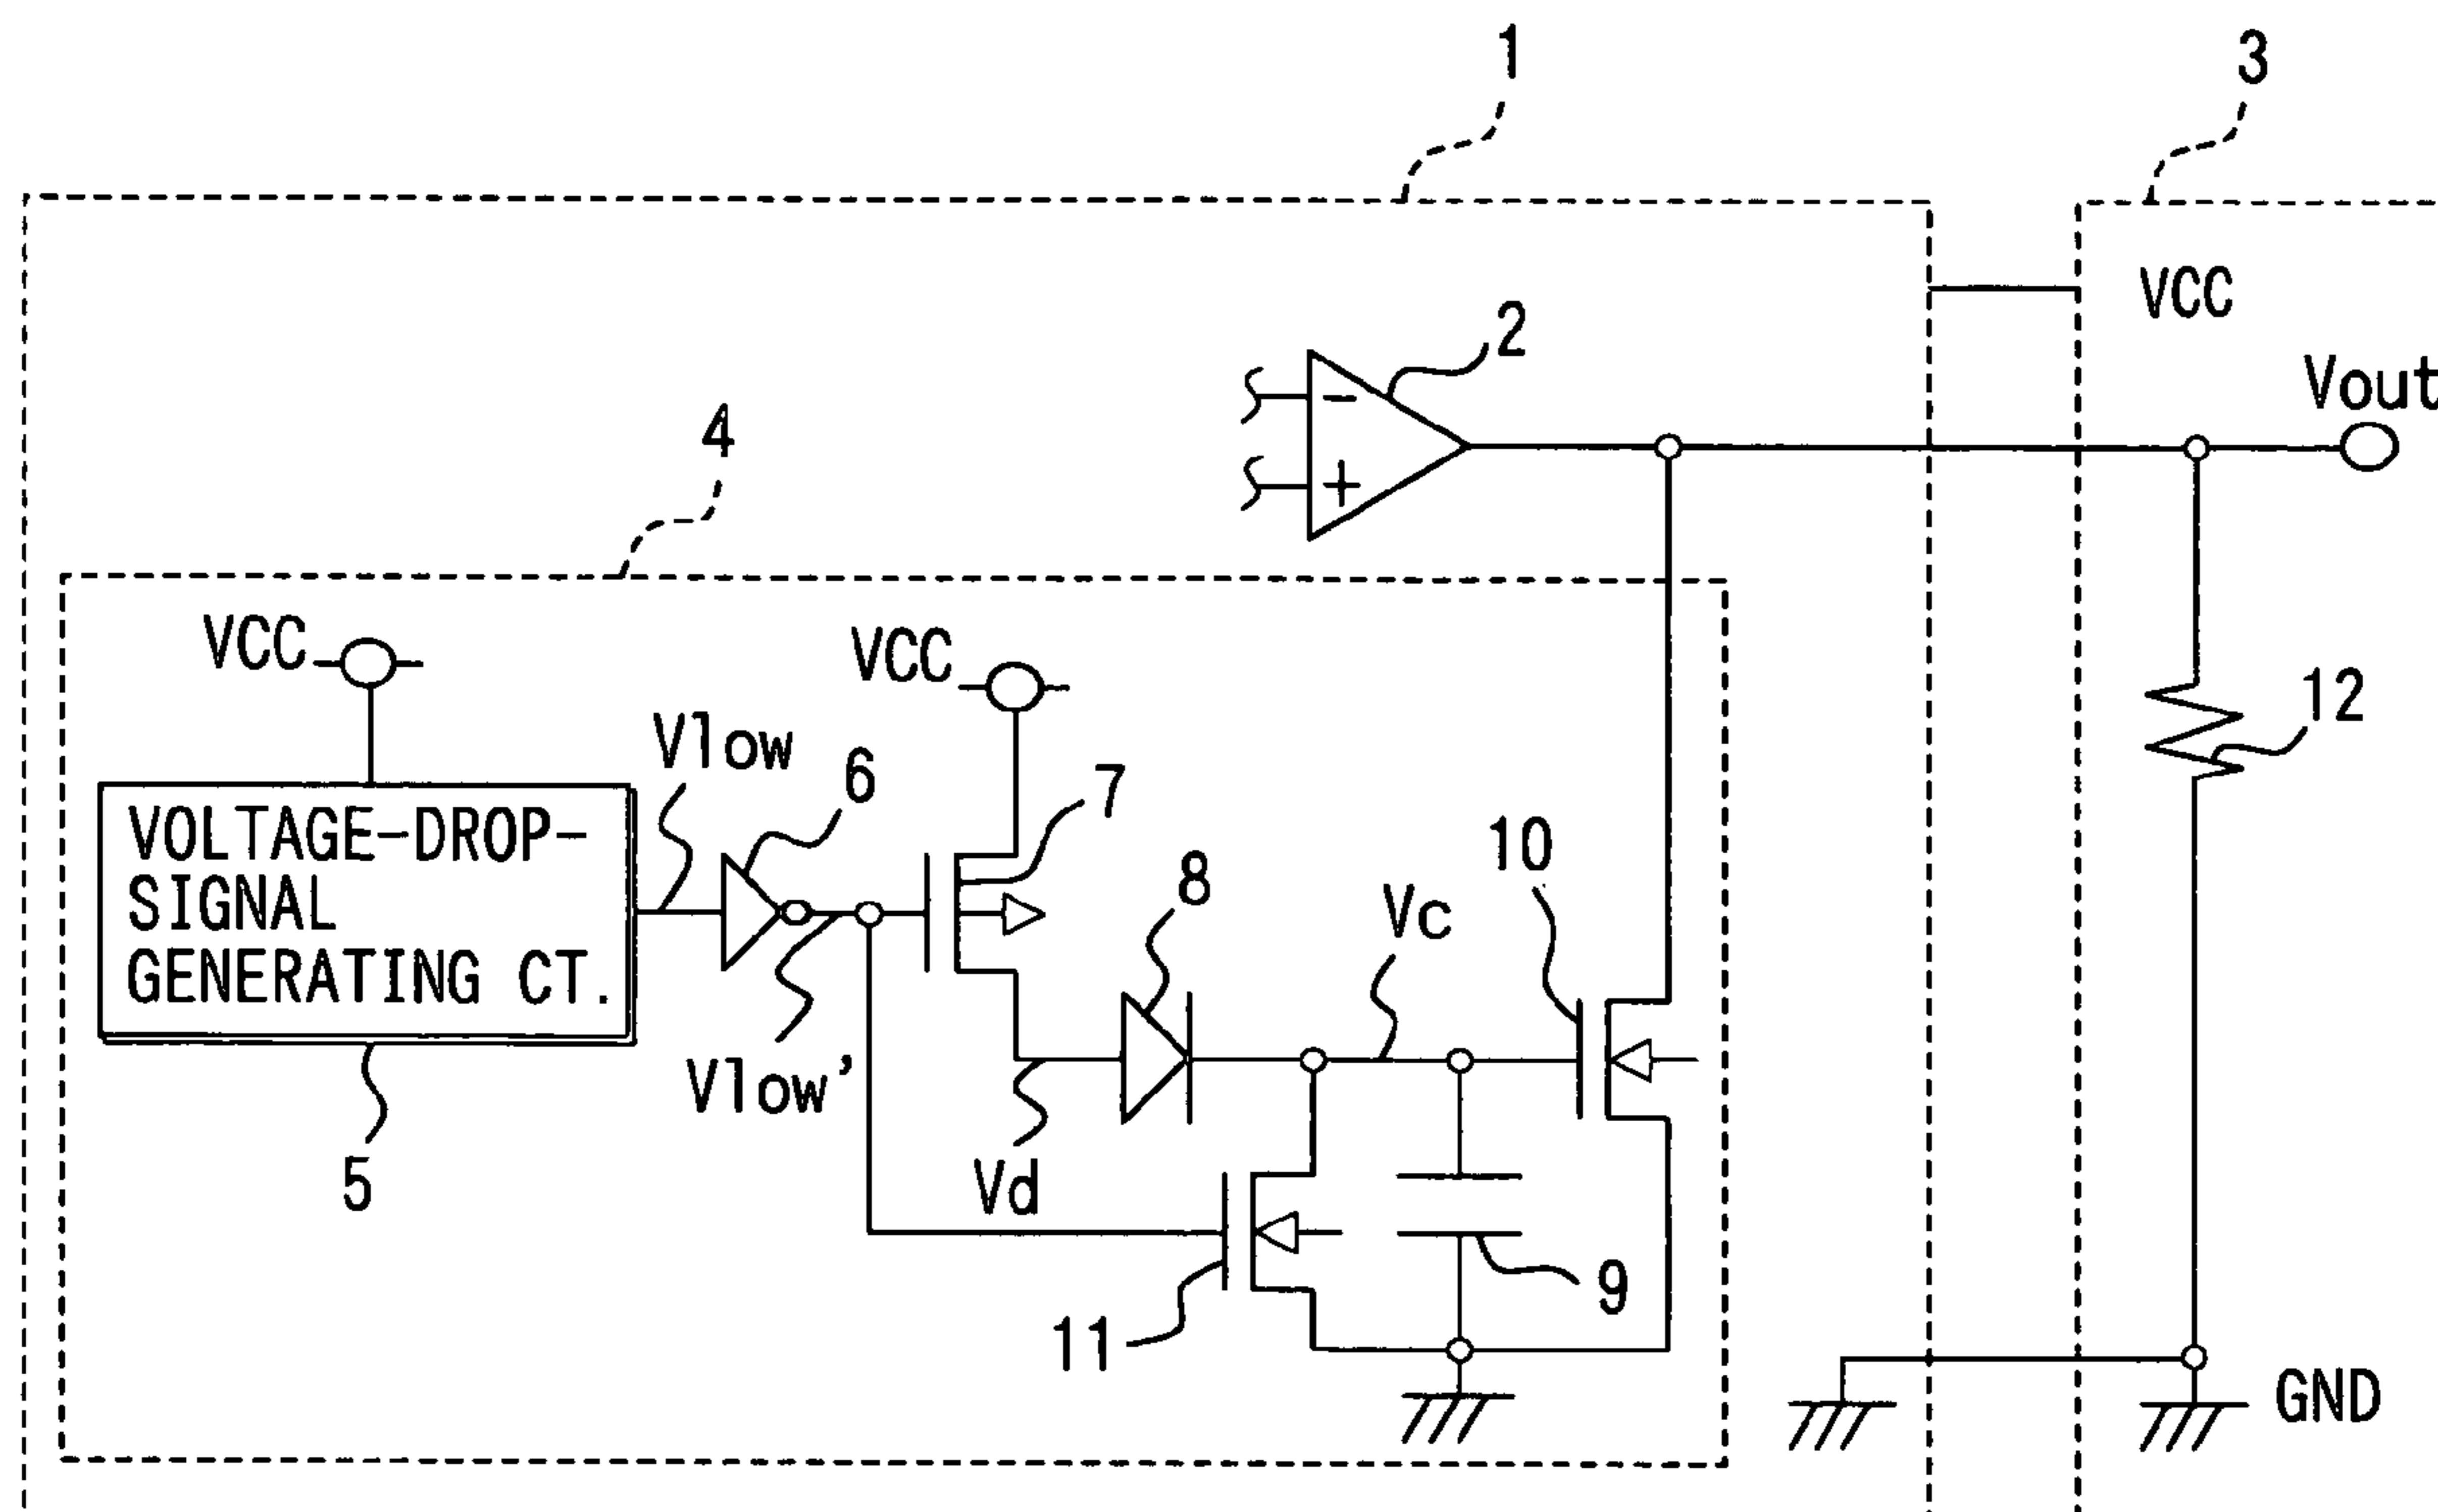 1
3
VCC
2
Vout
4
VCC
VCC
Vlow
6
7
12
VOLTAGE-DROP-
SIGNAL
GENERATING CT.
8
10
Vc
Vlow'
5
Vd
9
11
GND
-
+